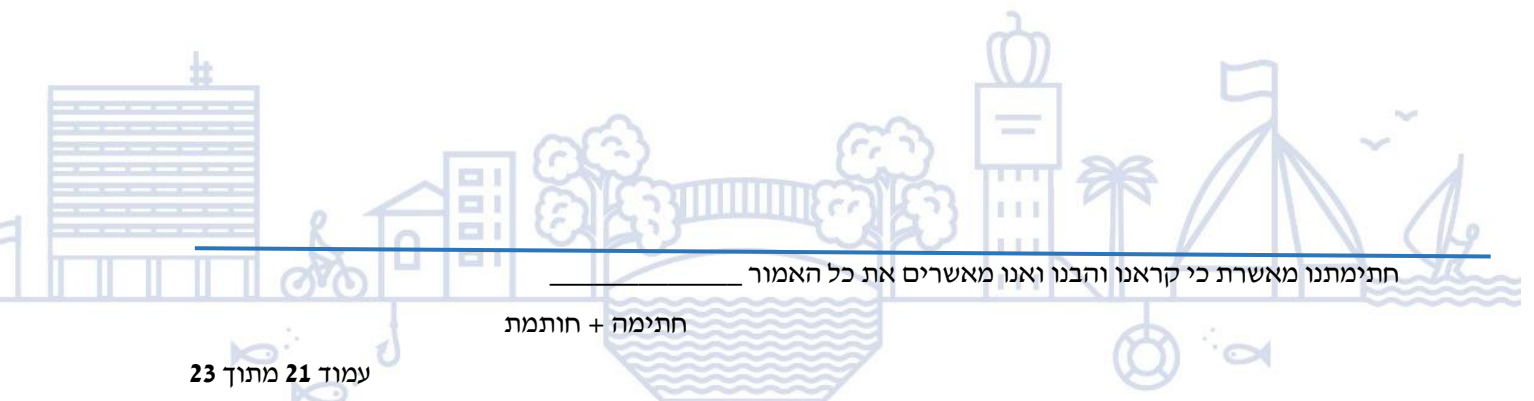 חתימתנו מאשרת כי קראנו והבנו ואנו מאשרים את כל האמור _______________
חתימה + חותמת
עמוד 21 מתוך 23